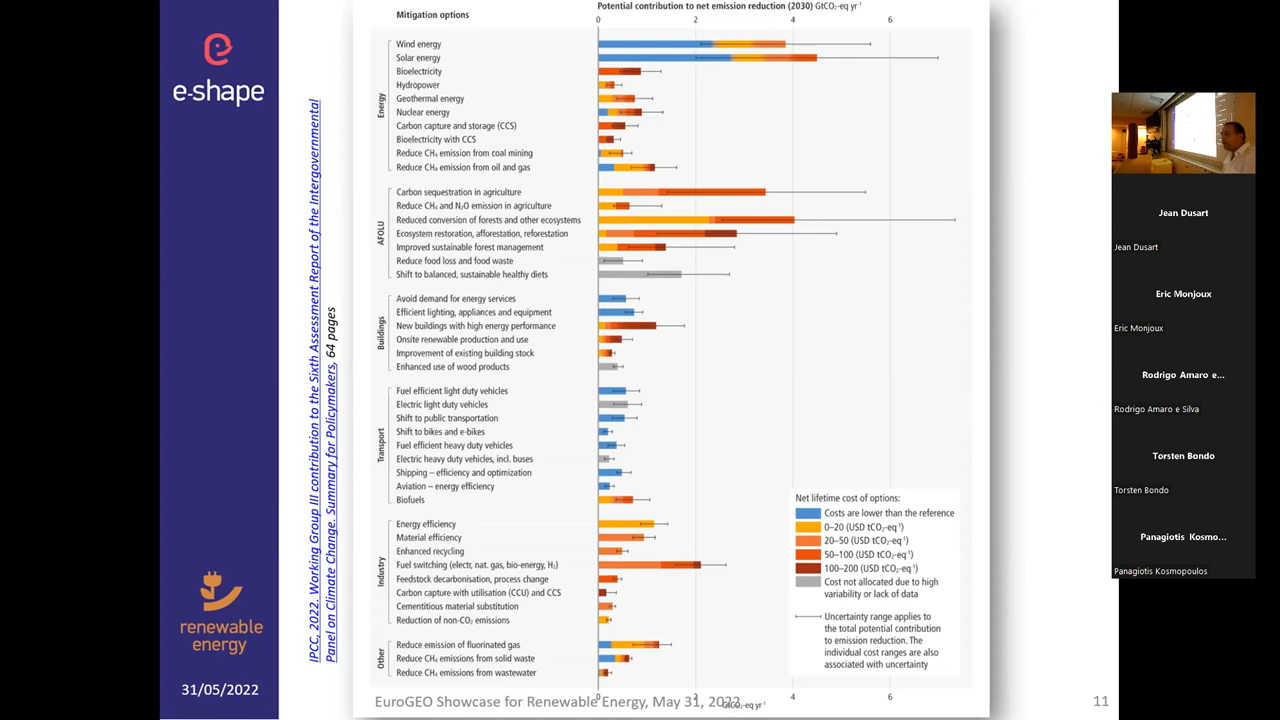 e-shape
renewable
energy
31/05/2022
IPCC, 2022. Working Group III contribution to the Sixth Assessment Report of the Intergovernmental
Panel on Climate Change. Summary for Policymakers, 64 pages
Mitigation options
Potential contribution to net emission reduction (2030) GtCO₂-eq yr⁻¹
0 2 4 6
Energy
Wind energy
Solar energy
Bioelectricity
Hydropower
Geothermal energy
Nuclear energy
Carbon capture and storage (CCS)
Bioelectricity with CCS
Reduce CH₄ emission from coal mining
Reduce CH₄ emission from oil and gas
AFOLU
Carbon sequestration in agriculture
Reduce CH₄ and N₂O emission in agriculture
Reduced conversion of forests and other ecosystems
Ecosystem restoration, afforestation, reforestation
Improved sustainable forest management
Reduce food loss and food waste
Shift to balanced, sustainable healthy diets
Buildings
Avoid demand for energy services
Efficient lighting, appliances and equipment
New buildings with high energy performance
Onsite renewable production and use
Improvement of existing building stock
Enhanced use of wood products
Transport
Fuel efficient light duty vehicles
Electric light duty vehicles
Shift to public transportation
Shift to bikes and e-bikes
Fuel efficient heavy duty vehicles
Electric heavy duty vehicles, incl. buses
Shipping – efficiency and optimization
Aviation – energy efficiency
Biofuels
Industry
Energy efficiency
Material efficiency
Enhanced recycling
Fuel switching (electr, nat. gas, bio-energy, H₂)
Feedstock decarbonisation, process change
Carbon capture with utilisation (CCU) and CCS
Cementitious material substitution
Reduction of non-CO₂ emissions
Other
Reduce emission of fluorinated gas
Reduce CH₄ emissions from solid waste
Reduce CH₄ emissions from wastewater
0 2 4 6
GtCO₂-eq yr⁻¹
Net lifetime cost of options:
Costs are lower than the reference
0–20 (USD tCO₂-eq⁻¹)
20–50 (USD tCO₂-eq⁻¹)
50–100 (USD tCO₂-eq⁻¹)
100–200 (USD tCO₂-eq⁻¹)
Cost not allocated due to high
variability or lack of data
Uncertainty range applies to
the total potential contribution
to emission reduction. The
individual cost ranges are also
associated with uncertainty
EuroGEO Showcase for Renewable Energy, May 31, 2022
11
Jean Dusart
Jean Dusart
Eric Monjoux
Eric Monjoux
Rodrigo Amaro e...
Rodrigo Amaro e Silva
Torsten Bondo
Torsten Bondo
Panagiotis Kosmo...
Panagiotis Kosmopoulos